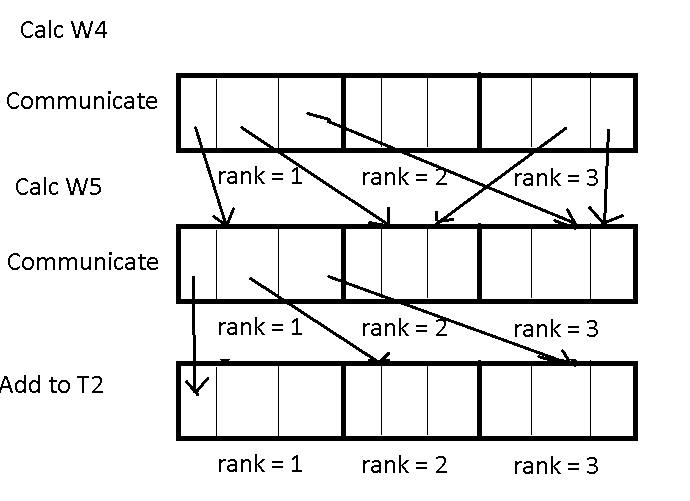 Calc W4
Communicate
rank = 1 rank = 2 rank = 3
Calc W5
Communicate
rank = 1 rank = 2 rank = 3
Add to T2
rank = 1 rank = 2 rank = 3